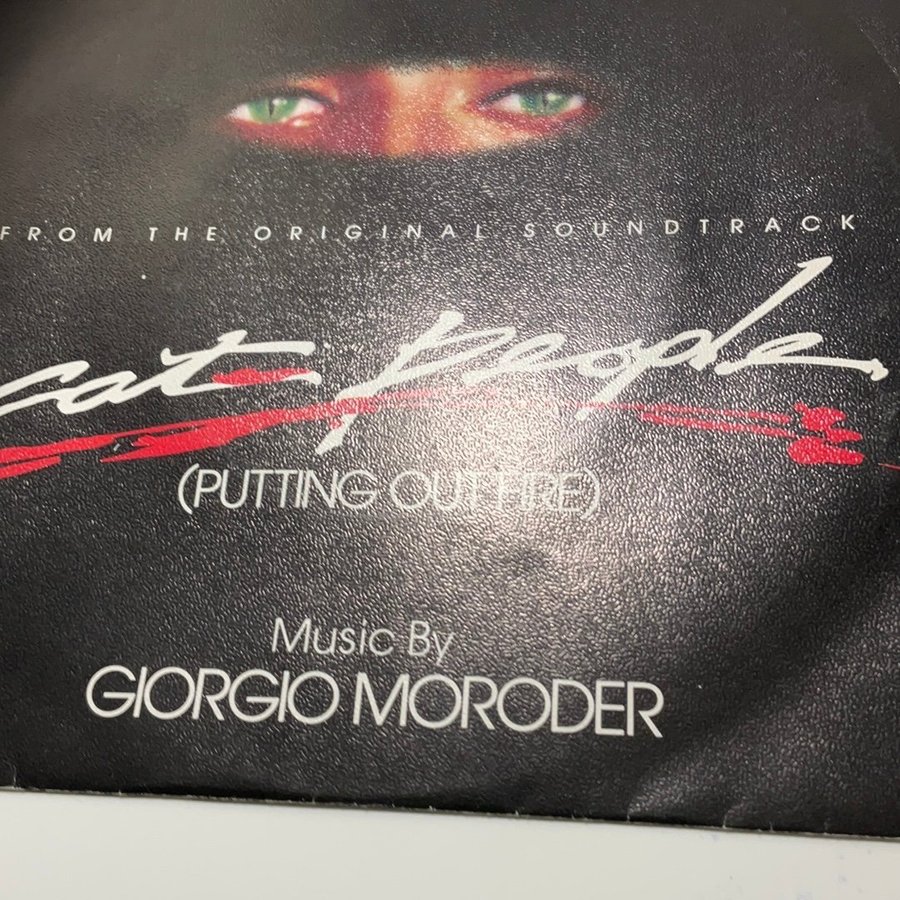 FROM THE ORIGINAL SOUNDTRACK
cat people
(PUTTING OUT FIRE)
Music By
GIORGIO MORODER